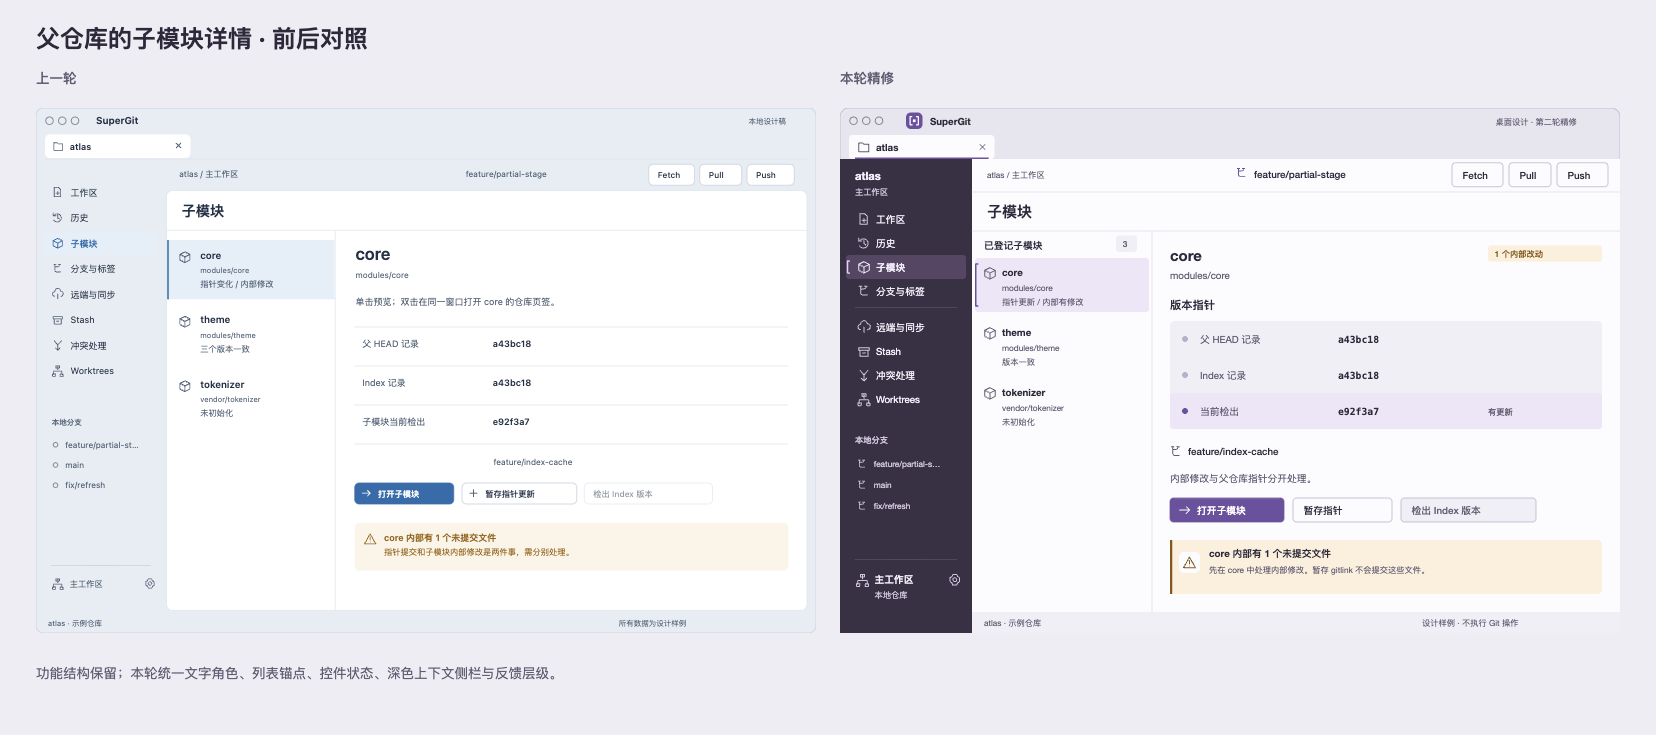 父仓库的子模块详情 · 前后对照
上一轮
SuperGit
本地设计稿
atlas
atlas / 主工作区
feature/partial-stage
Fetch
Pull
Push
工作区
历史
子模块
分支与标签
远端与同步
Stash
冲突处理
Worktrees
本地分支
feature/partial-st...
main
fix/refresh
主工作区
子模块
core
modules/core
指针变化 / 内部修改
theme
modules/theme
三个版本一致
tokenizer
vendor/tokenizer
未初始化
core
modules/core
单击预览；双击在同一窗口打开 core 的仓库页签。
父 HEAD 记录
a43bc18
Index 记录
a43bc18
子模块当前检出
e92f3a7
feature/index-cache
打开子模块
暂存指针更新
检出 Index 版本
core 内部有 1 个未提交文件
指针提交和子模块内部修改是两件事、需分别处理。
atlas · 示例仓库
所有数据为设计样例
本轮精修
SuperGit
桌面设计 · 第二轮精修
atlas
atlas
主工作区
工作区
历史
子模块
分支与标签
远端与同步
Stash
冲突处理
Worktrees
本地分支
feature/partial-s...
main
fix/refresh
主工作区
本地仓库
atlas / 主工作区
feature/partial-stage
Fetch
Pull
Push
子模块
已登记子模块
3
core
modules/core
指针更新 / 内部有修改
theme
modules/theme
版本一致
tokenizer
vendor/tokenizer
未初始化
core
1 个内部改动
modules/core
版本指针
父 HEAD 记录
a43bc18
Index 记录
a43bc18
当前检出
e92f3a7
有更新
feature/index-cache
内部修改与父仓库指针分开处理。
打开子模块
暂存指针
检出 Index 版本
core 内部有 1 个未提交文件
先在 core 中处理内部修改。暂存 gitlink 不会提交这些文件。
atlas · 示例仓库
设计样例 · 不执行 Git 操作
功能结构保留；本轮统一文字角色、列表锚点、控件状态、深色上下文侧栏与反馈层级。